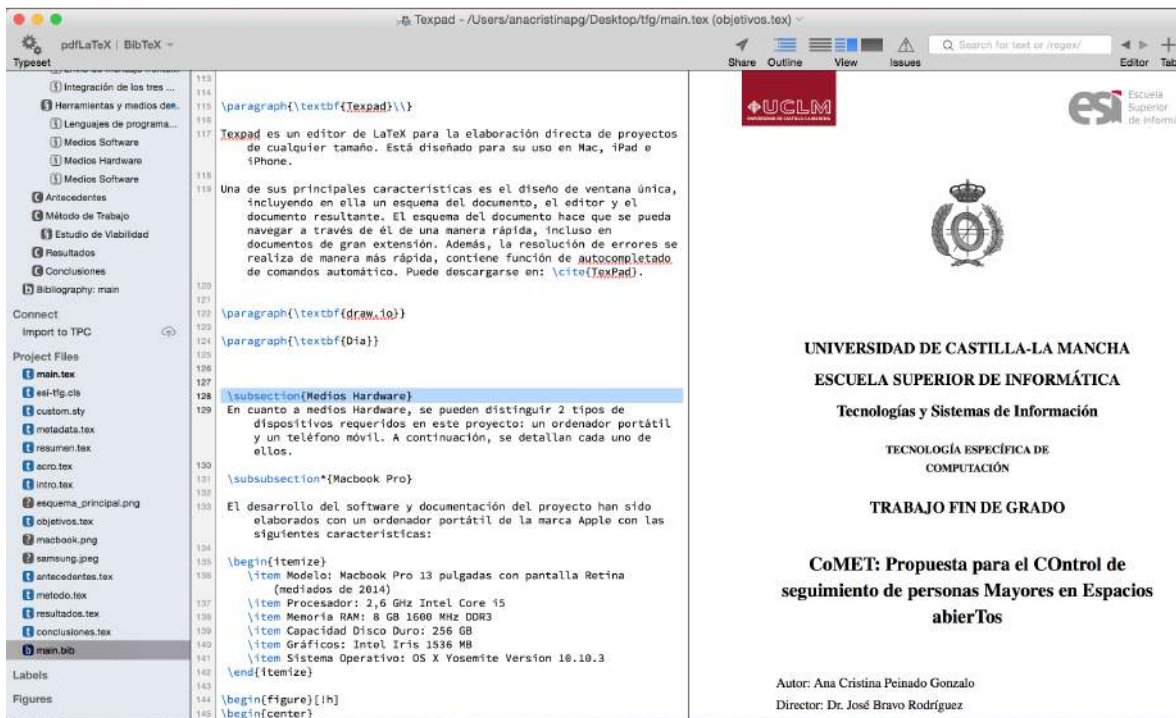 Texpad - /Users/anacristinapg/Desktop/tfg/main.tex (objetivos.tex)
pdfLaTeX | BibTeX
Typeset
Share Outline View Issues
Search for text or /regex/
Editor Tab
Integración de los tres ...
Herramientas y medios de...
Lenguajes de programa...
Medios Software
Medios Hardware
Medios Software
Antecedentes
Método de Trabajo
Estudio de Viabilidad
Resultados
Conclusiones
Bibliography: main
Connect
Import to TPC
Project Files
main.tex
esi-tfg.cls
custom.sty
metadata.tex
resumen.tex
acro.tex
intro.tex
esquema_principal.png
objetivos.tex
macbook.png
samsung.jpeg
antecedentes.tex
metodo.tex
resultados.tex
conclusiones.tex
main.bib
Labels
Figures
113
114
115 \paragraph{\textbf{Texpad}\\}
116
117 Texpad es un editor de LaTeX para la elaboración directa de proyectos
de cualquier tamaño. Está diseñado para su uso en Mac, iPad e
iPhone.
118
119 Una de sus principales características es el diseño de ventana única,
incluyendo en ella un esquema del documento, el editor y el
documento resultante. El esquema del documento hace que se pueda
navegar a través de él de una manera rápida, incluso en
documentos de gran extensión. Además, la resolución de errores se
realiza de manera más rápida, contiene función de autocompletado
de comandos automático. Puede descargarse en: \cite{TexPad}.
120
121
122 \paragraph{\textbf{draw.io}}
123
124 \paragraph{\textbf{Dia}}
125
126
127
128 \subsection{Medios Hardware}
129 En cuanto a medios Hardware, se pueden distinguir 2 tipos de
dispositivos requeridos en este proyecto: un ordenador portátil
y un teléfono móvil. A continuación, se detallan cada uno de
ellos.
130
131 \subsubsection*{Macbook Pro}
132
133 El desarrollo del software y documentación del proyecto han sido
elaborados con un ordenador portátil de la marca Apple con las
siguientes características:
134
135 \begin{itemize}
136 \item Modelo: Macbook Pro 13 pulgadas con pantalla Retina
(mediados de 2014)
137 \item Procesador: 2,6 GHz Intel Core i5
138 \item Memoria RAM: 8 GB 1600 MHz DDR3
139 \item Capacidad Disco Duro: 256 GB
140 \item Gráficos: Intel Iris 1536 MB
141 \item Sistema Operativo: OS X Yosemite Version 10.10.3
142 \end{itemize}
143
144 \begin{figure}[!h]
145 \begin{center}
UCLM
UNIVERSIDAD DE CASTILLA-LA MANCHA
esi
Escuela
Superior
de Informá
UNIVERSIDAD DE CASTILLA-LA MANCHA
ESCUELA SUPERIOR DE INFORMÁTICA
Tecnologías y Sistemas de Información
TECNOLOGÍA ESPECÍFICA DE
COMPUTACIÓN
TRABAJO FIN DE GRADO
CoMET: Propuesta para el COntrol de
seguimiento de personas Mayores en Espacios
abierTos
Autor: Ana Cristina Peinado Gonzalo
Director: Dr. José Bravo Rodríguez